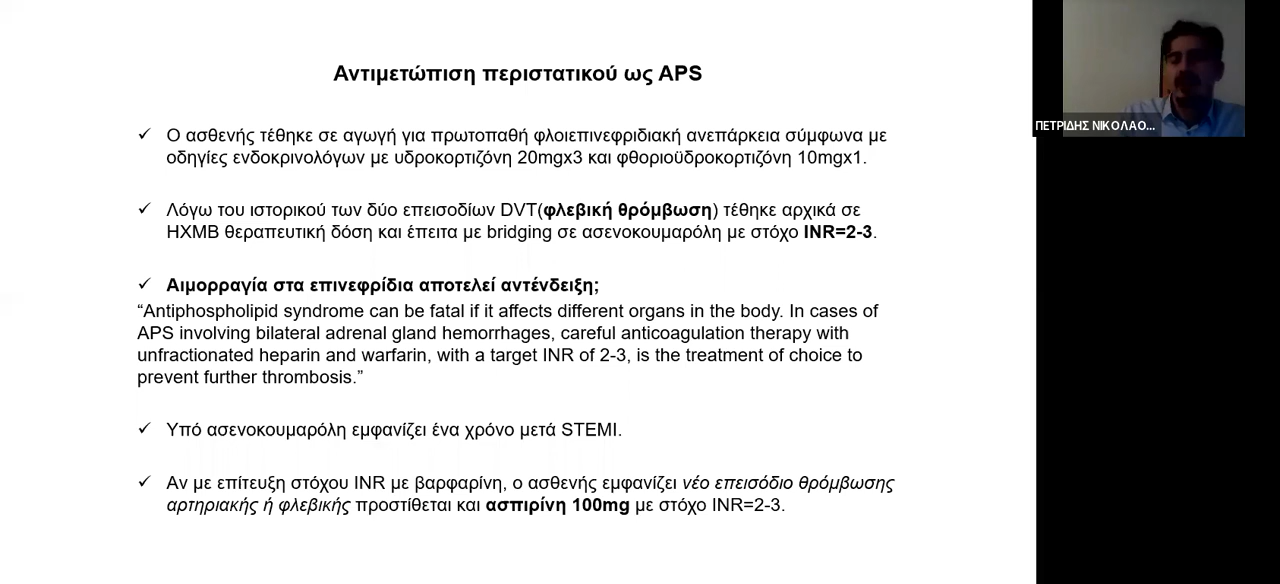 Αντιμετώπιση περιστατικού ως APS
✓ Ο ασθενής τέθηκε σε αγωγή για πρωτοπαθή φλοιεπινεφριδιακή ανεπάρκεια σύμφωνα με
οδηγίες ενδοκρινολόγων με υδροκορτιζόνη 20mgx3 και φθοριοϋδροκορτιζόνη 10mgx1.
✓ Λόγω του ιστορικού των δύο επεισοδίων DVT(φλεβική θρόμβωση) τέθηκε αρχικά σε
ΗΧΜΒ θεραπευτική δόση και έπειτα με bridging σε ασενοκουμαρόλη με στόχο INR=2-3.
✓ Αιμορραγία στα επινεφρίδια αποτελεί αντένδειξη;
“Antiphospholipid syndrome can be fatal if it affects different organs in the body. In cases of
APS involving bilateral adrenal gland hemorrhages, careful anticoagulation therapy with
unfractionated heparin and warfarin, with a target INR of 2-3, is the treatment of choice to
prevent further thrombosis.”
✓ Υπό ασενοκουμαρόλη εμφανίζει ένα χρόνο μετά STEMI.
✓ Αν με επίτευξη στόχου INR με βαρφαρίνη, ο ασθενής εμφανίζει νέο επεισόδιο θρόμβωσης
αρτηριακής ή φλεβικής προστίθεται και ασπιρίνη 100mg με στόχο INR=2-3.
ΠΕΤΡΙΔΗΣ ΝΙΚΟΛΑΟ...